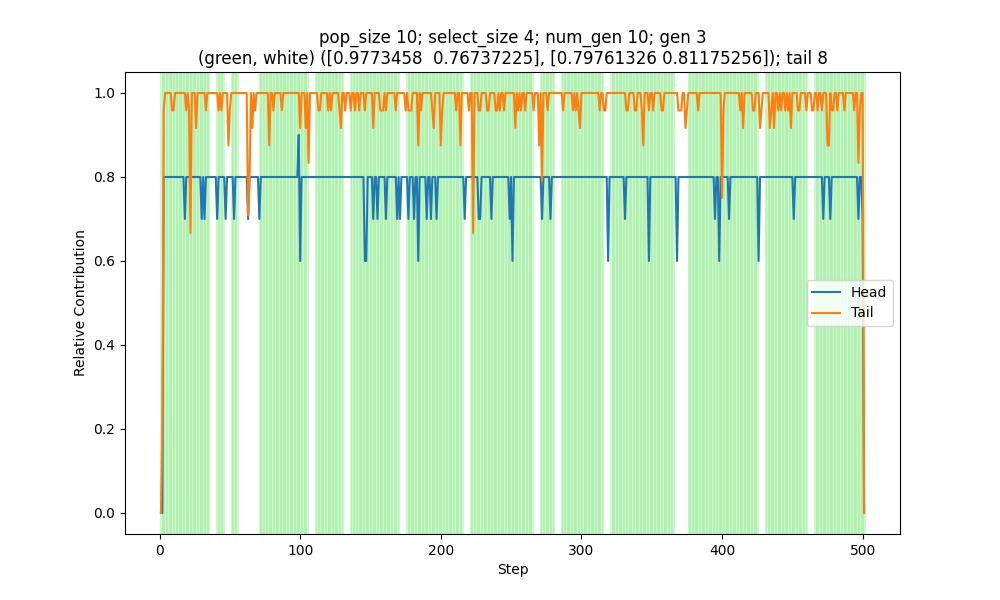 pop_size 10; select_size 4; num_gen 10; gen 3
(green, white) ([0.9773458  0.76737225], [0.79761326 0.81175256]); tail 8
1.0
0.8
0.6
0.4
0.2
0.0
Relative Contribution
Head
Tail
0
100
200
300
400
500
Step